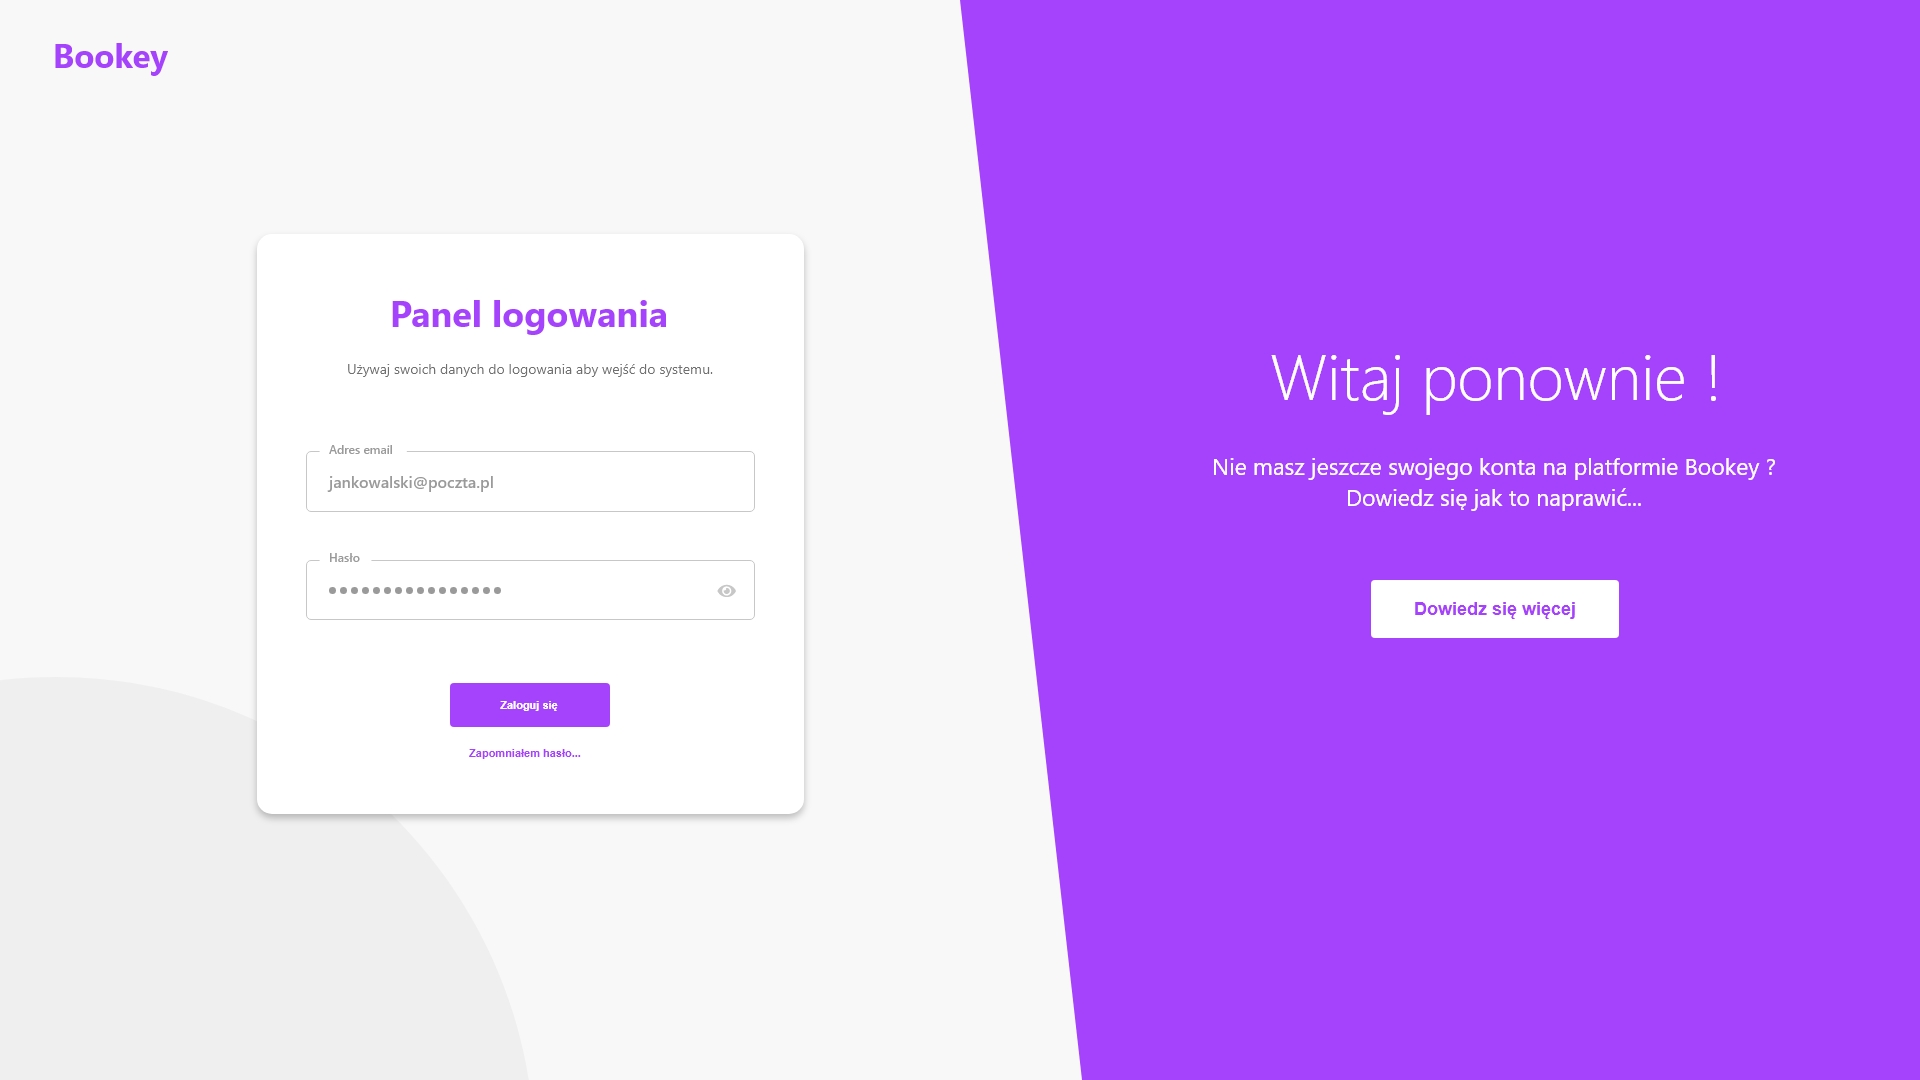 Bookey
Panel logowania
Używaj swoich danych do logowania aby wejść do systemu.
Adres email
jankowalski@poczta.pl
Hasło
••••••••••••••••
Zaloguj się
Zapomniałem hasło...
Witaj ponownie !
Nie masz jeszcze swojego konta na platformie Bookey ?
Dowiedz się jak to naprawić...
Dowiedz się więcej